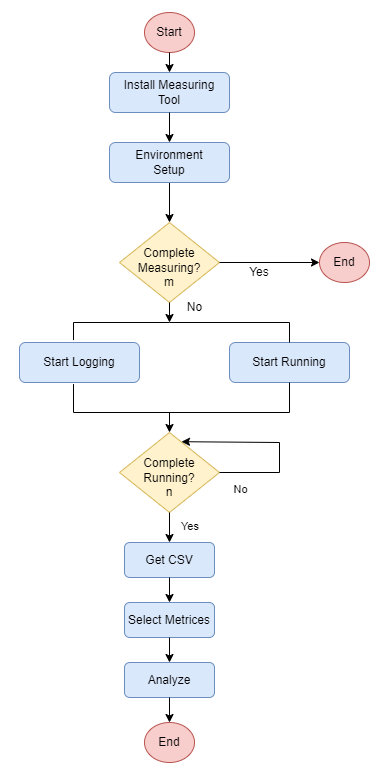 Start
Install Measuring
Tool
Environment
Setup
Complete
Measuring?
m
Yes
End
No
Start Logging
Start Running
Complete
Running?
n
No
Yes
Get CSV
Select Metrices
Analyze
End